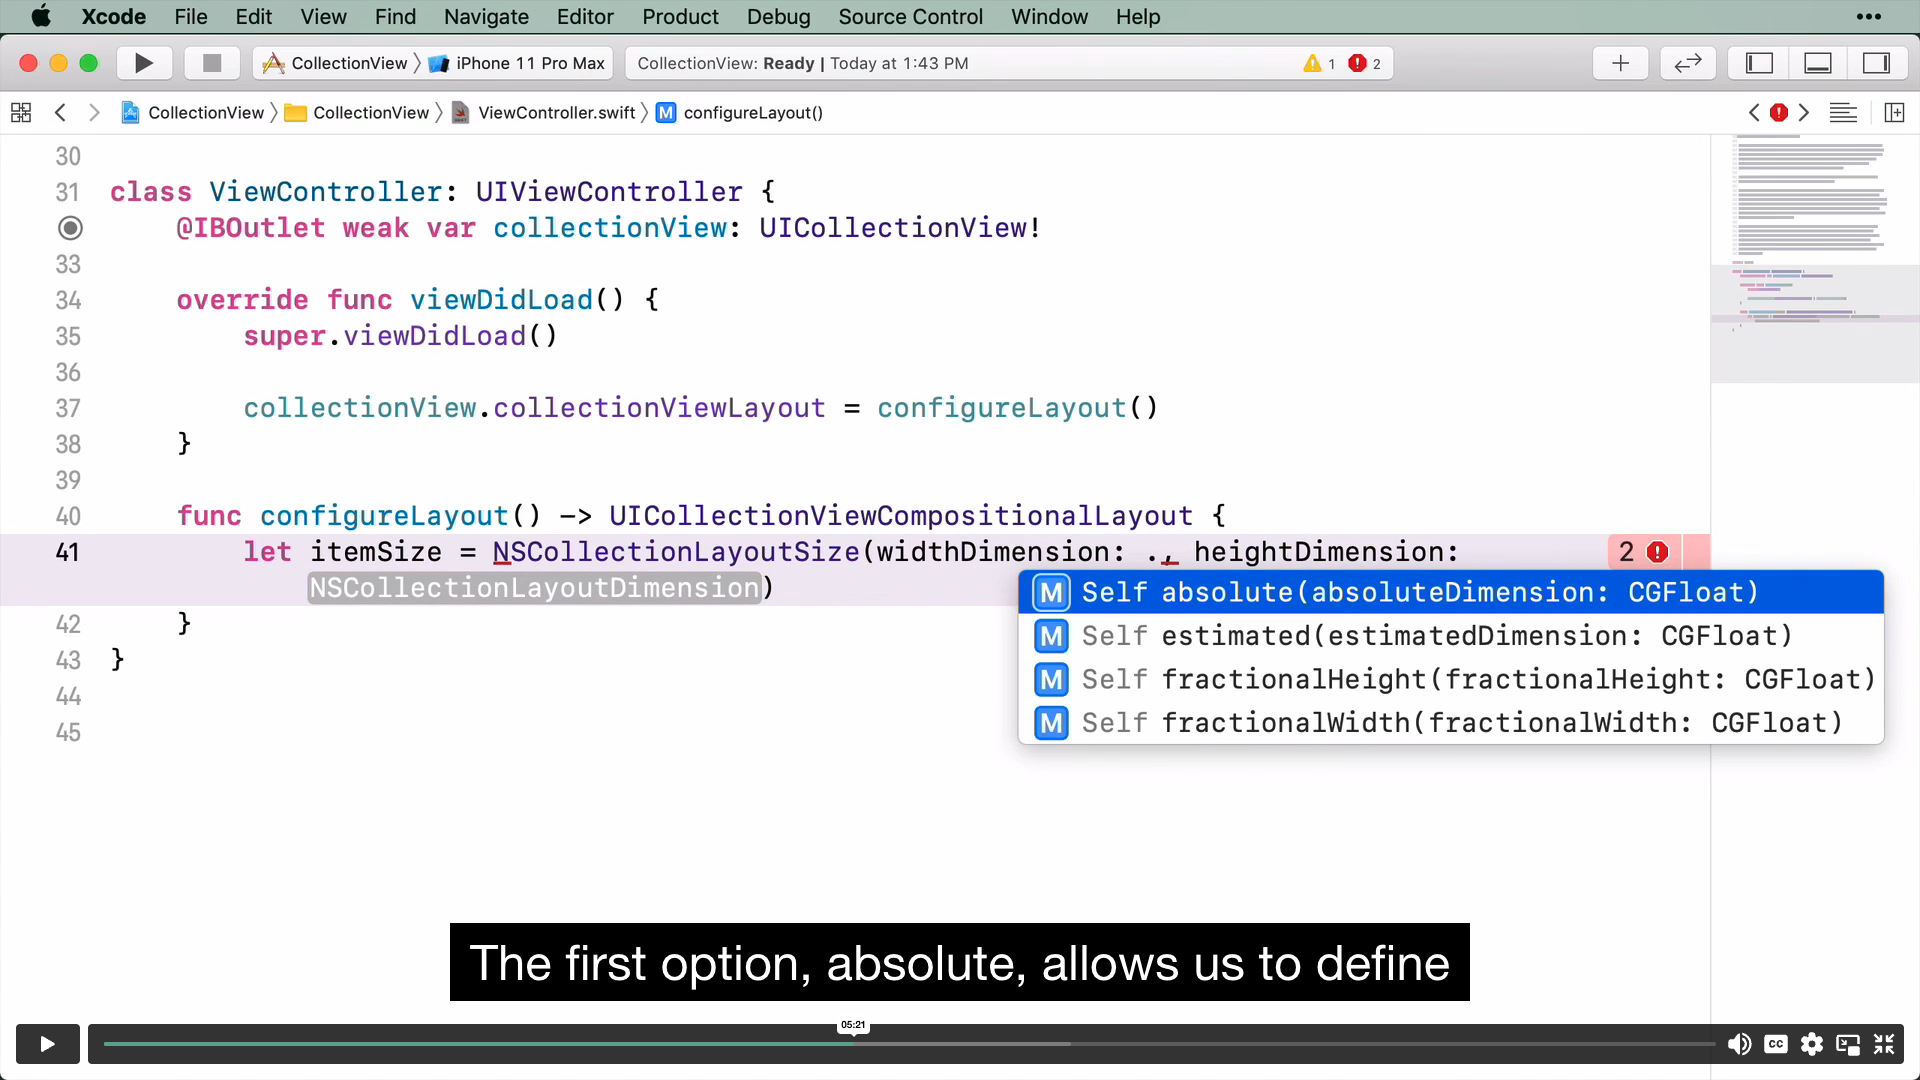 Xcode File Edit View Find Navigate Editor Product Debug Source Control Window Help
CollectionView iPhone 11 Pro Max CollectionView: Ready | Today at 1:43 PM 1 2
CollectionView CollectionView ViewController.swift M configureLayout()
30
31 class ViewController: UIViewController {
@IBOutlet weak var collectionView: UICollectionView!
33
34 override func viewDidLoad() {
35 super.viewDidLoad()
36
37 collectionView.collectionViewLayout = configureLayout()
38 }
39
40 func configureLayout() -> UICollectionViewCompositionalLayout {
41 let itemSize = NSCollectionLayoutSize(widthDimension: ., heightDimension: 2
NSCollectionLayoutDimension)
M Self absolute(absoluteDimension: CGFloat)
M Self estimated(estimatedDimension: CGFloat)
M Self fractionalHeight(fractionalHeight: CGFloat)
M Self fractionalWidth(fractionalWidth: CGFloat)
42 }
43 }
44
45
The first option, absolute, allows us to define
05:21
CC